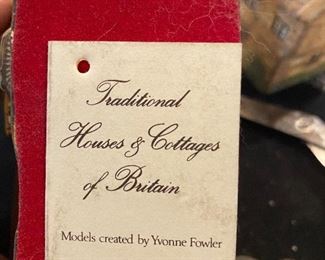 Traditional
Houses & Cottages
of Britain
Models created by Yvonne Fowler